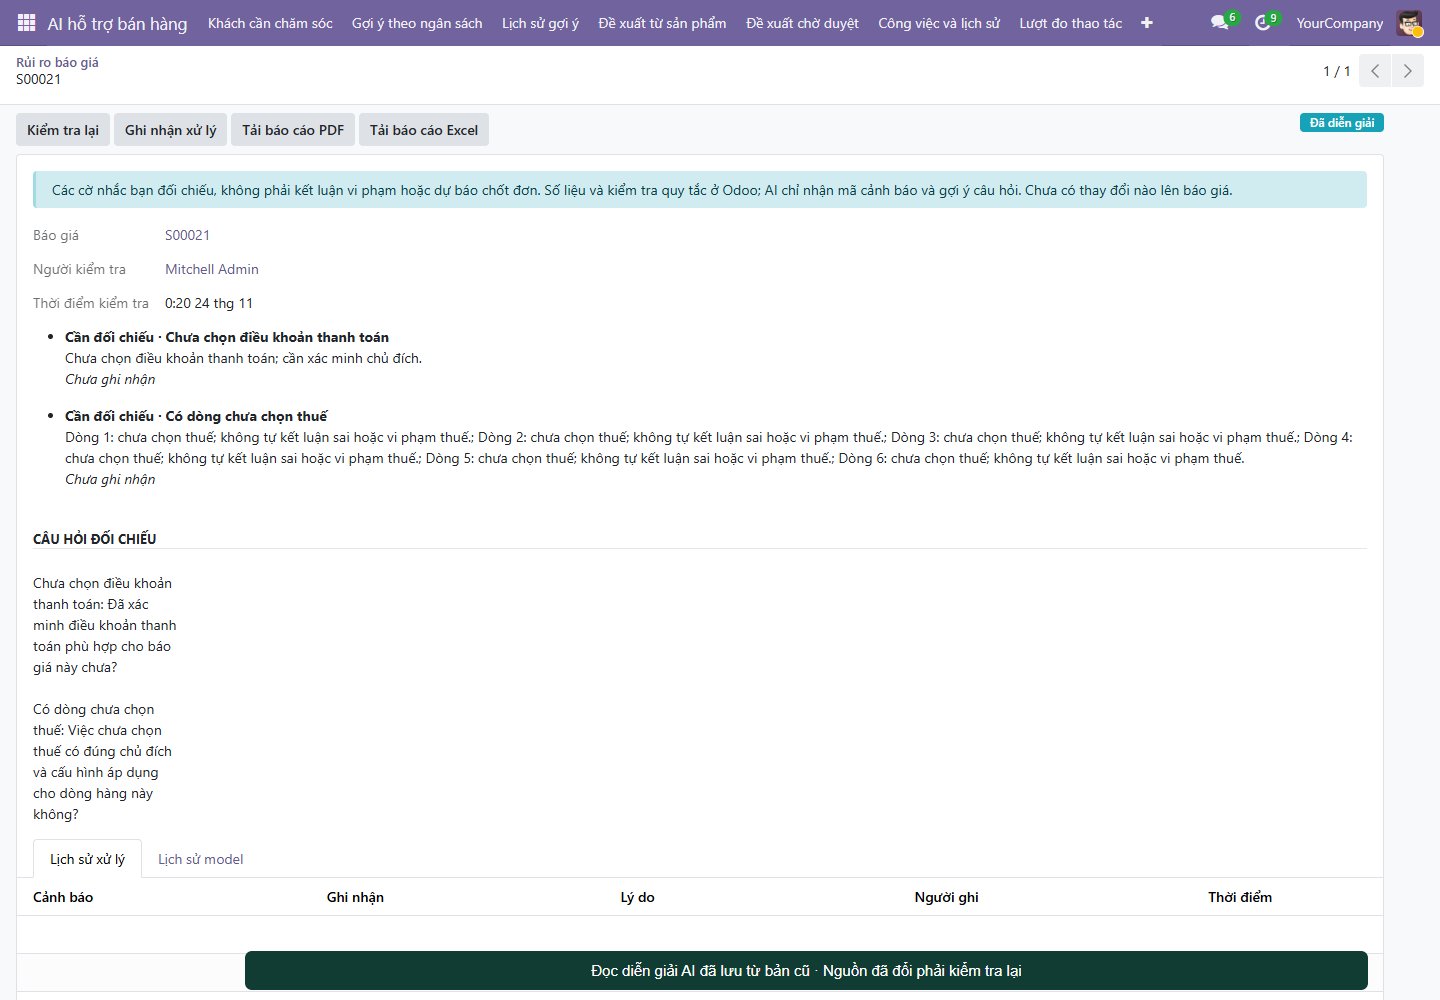 AI hỗ trợ bán hàng Khách cần chăm sóc Gợi ý theo ngân sách Lịch sử gợi ý Đề xuất từ sản phẩm Đề xuất chờ duyệt Công việc và lịch sử Lượt đo thao tác 6 9 YourCompany
Rủi ro báo giá
S00021
1 / 1
Kiểm tra lại Ghi nhận xử lý Tải báo cáo PDF Tải báo cáo Excel
Đã diễn giải
Các cờ nhắc bạn đối chiếu, không phải kết luận vi phạm hoặc dự báo chốt đơn. Số liệu và kiểm tra quy tắc ở Odoo; AI chỉ nhận mã cảnh báo và gợi ý câu hỏi. Chưa có thay đổi nào lên báo giá.
Báo giá S00021
Người kiểm tra Mitchell Admin
Thời điểm kiểm tra 0:20 24 thg 11
Cần đối chiếu · Chưa chọn điều khoản thanh toán
Chưa chọn điều khoản thanh toán; cần xác minh chủ đích.
Chưa ghi nhận
Cần đối chiếu · Có dòng chưa chọn thuế
Dòng 1: chưa chọn thuế; không tự kết luận sai hoặc vi phạm thuế.; Dòng 2: chưa chọn thuế; không tự kết luận sai hoặc vi phạm thuế.; Dòng 3: chưa chọn thuế; không tự kết luận sai hoặc vi phạm thuế.; Dòng 4:
chưa chọn thuế; không tự kết luận sai hoặc vi phạm thuế.; Dòng 5: chưa chọn thuế; không tự kết luận sai hoặc vi phạm thuế.; Dòng 6: chưa chọn thuế; không tự kết luận sai hoặc vi phạm thuế.
Chưa ghi nhận
CÂU HỎI ĐỐI CHIẾU
Chưa chọn điều khoản
thanh toán: Đã xác
minh điều khoản thanh
toán phù hợp cho báo
giá này chưa?
Có dòng chưa chọn
thuế: Việc chưa chọn
thuế có đúng chủ đích
và cấu hình áp dụng
cho dòng hàng này
không?
Lịch sử xử lý Lịch sử model
Cảnh báo Ghi nhận Lý do Người ghi Thời điểm
Đọc diễn giải AI đã lưu từ bản cũ · Nguồn đã đổi phải kiểm tra lại